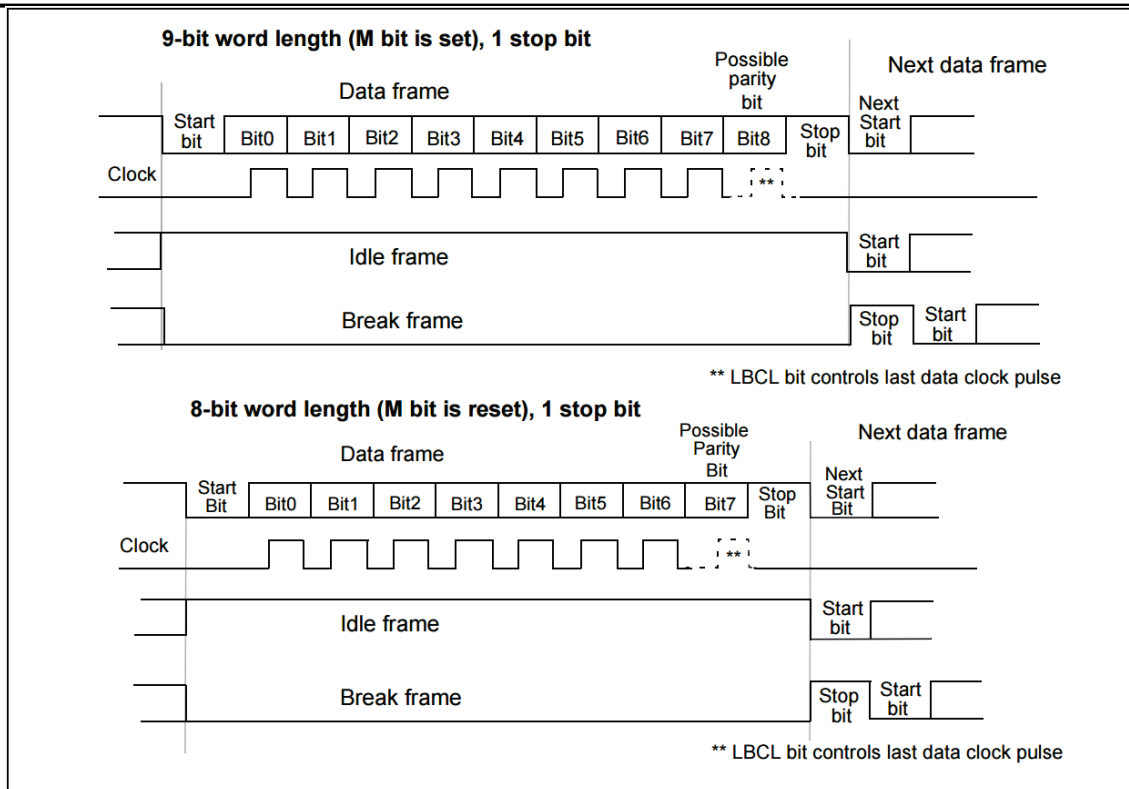 9-bit word length (M bit is set), 1 stop bit
Possible
parity
bit
Next data frame
Data frame
Next
Start
bit
Start
bit
Bit0 Bit1 Bit2 Bit3 Bit4 Bit5 Bit6 Bit7 Bit8
Stop
bit
Clock
**
Idle frame
Start
bit
Break frame
Stop
bit
Start
bit
** LBCL bit controls last data clock pulse
8-bit word length (M bit is reset), 1 stop bit
Possible
Parity
Bit
Next data frame
Data frame
Next
Start
Bit
Start
Bit
Bit0 Bit1 Bit2 Bit3 Bit4 Bit5 Bit6 Bit7
Stop
Bit
Clock
**
Idle frame
Start
bit
Break frame
Stop
bit
Start
bit
** LBCL bit controls last data clock pulse